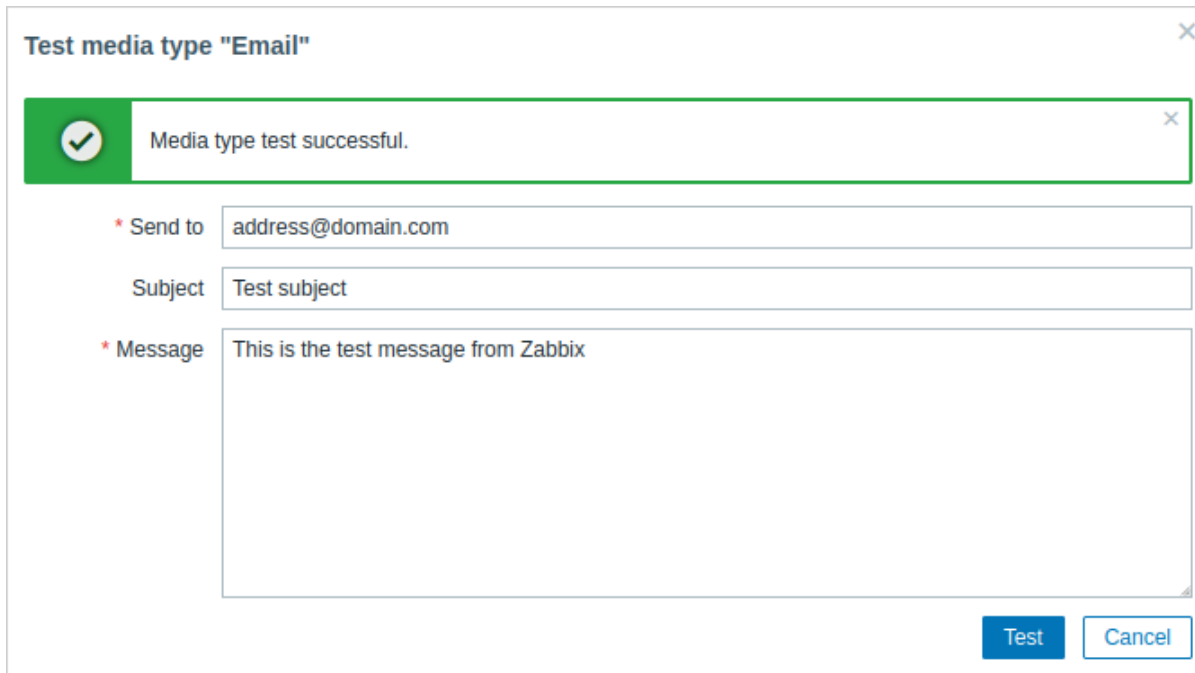 Test media type "Email"
Media type test successful.
* Send to address@domain.com
Subject Test subject
* Message This is the test message from Zabbix
Test Cancel